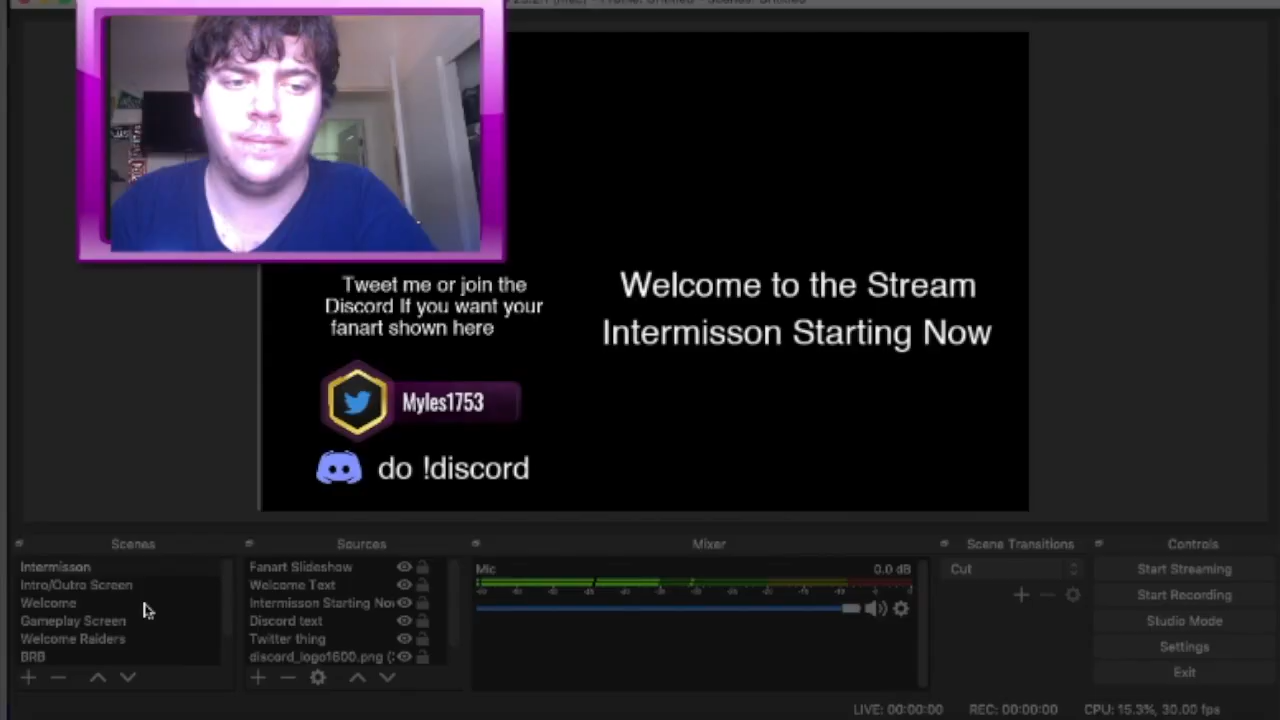 Tweet me or join the
Discord If you want your
fanart shown here
Welcome to the Stream
Intermisson Starting Now
Myles1753
do !discord
Scenes
Sources
Mixer
Scene Transitions
Controls
Intermisson
Intro/Outro Screen
Welcome
Gameplay Screen
Welcome Raiders
BRB
Fanart Slideshow
Welcome Text
Intermisson Starting Nov
Discord text
Twitter thing
discord_logo1600.png (
Mic
0.0 dB
Cut
Start Streaming
Start Recording
Studio Mode
Settings
Exit
LIVE: 00:00:00
REC: 00:00:00
CPU: 15.3%, 30.00 fps